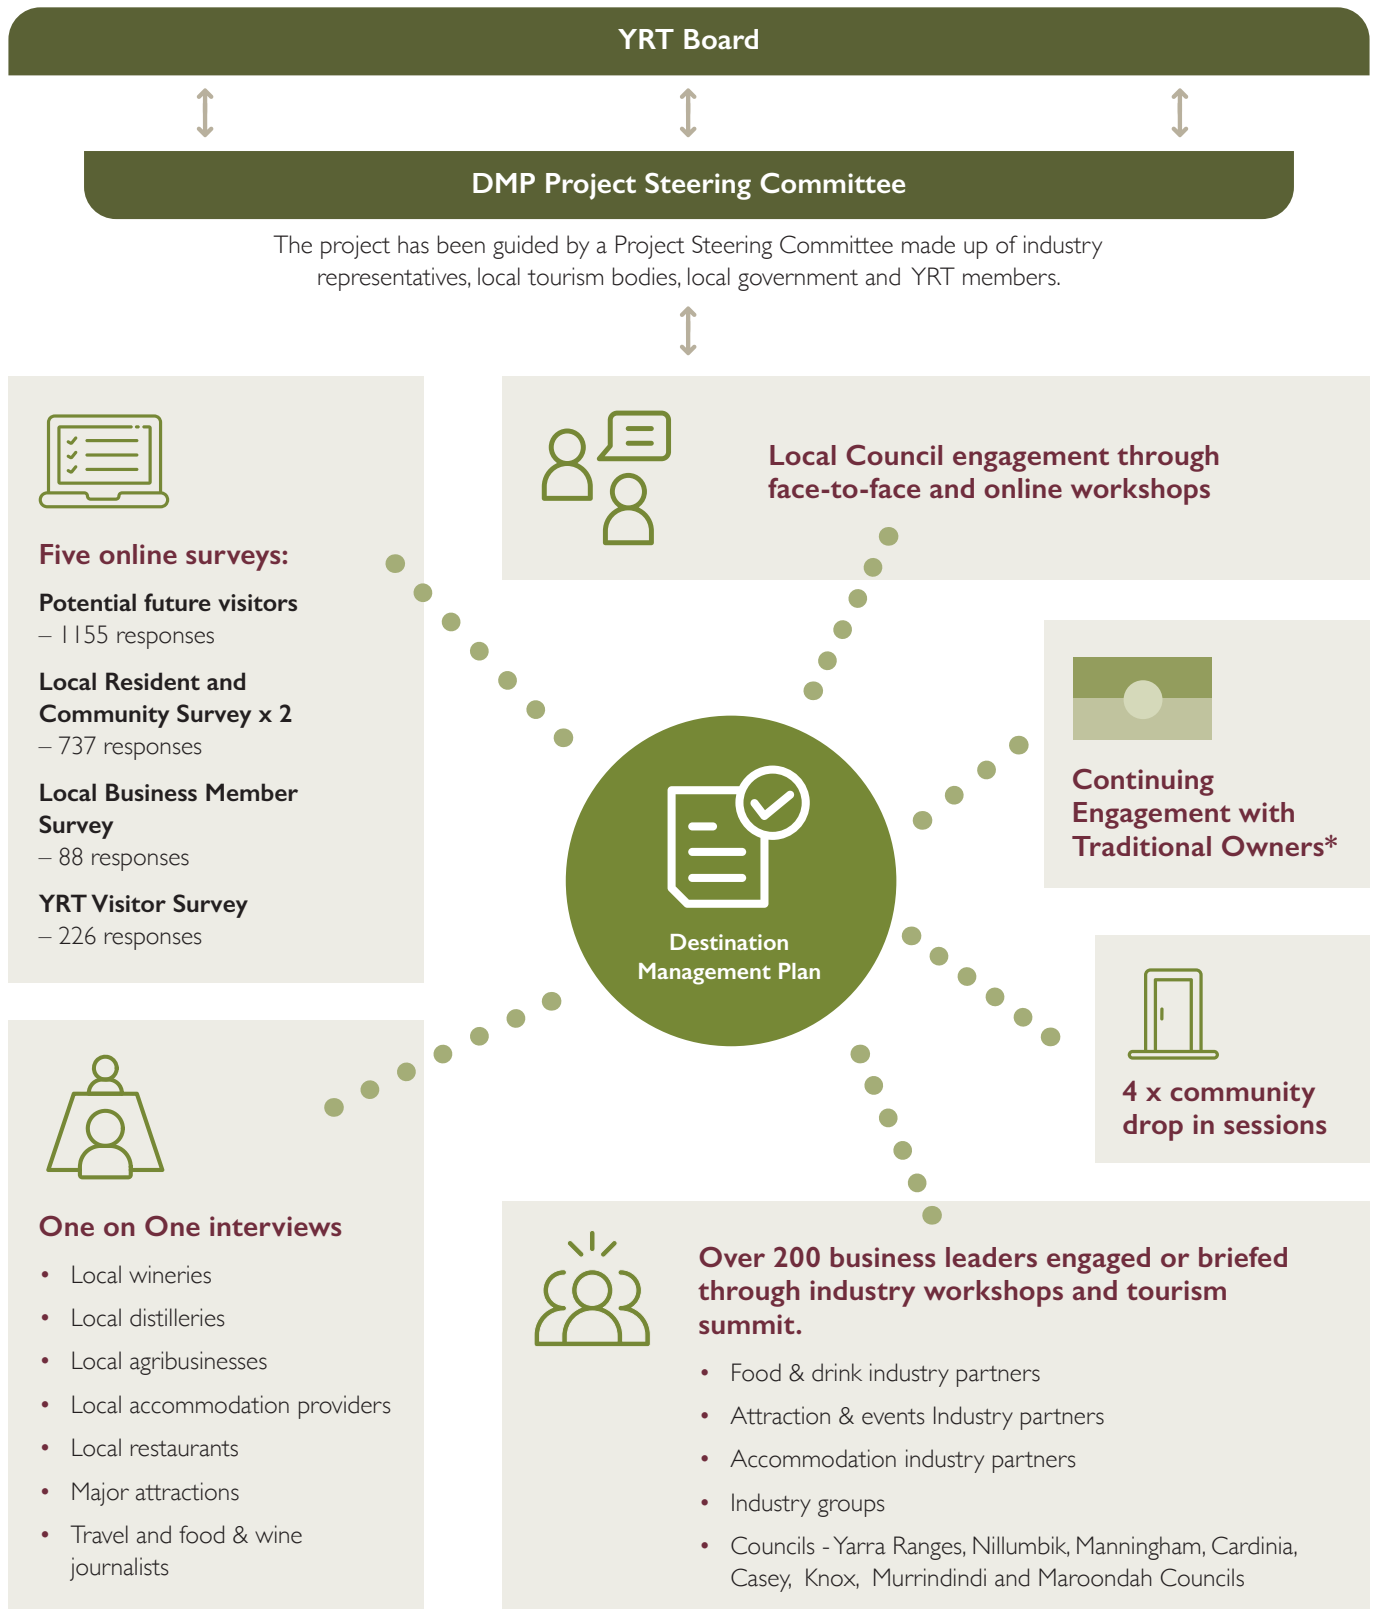 YRT Board
DMP Project Steering Committee
The project has been guided by a Project Steering Committee made up of industry
representatives, local tourism bodies, local government and YRT members.
Five online surveys:
Potential future visitors
– 1155 responses
Local Resident and
Community Survey x 2
– 737 responses
Local Business Member
Survey
– 88 responses
YRT Visitor Survey
– 226 responses
Local Council engagement through
face-to-face and online workshops
Continuing
Engagement with
Traditional Owners*
Destination
Management Plan
4 x community
drop in sessions
One on One interviews
• Local wineries
• Local distilleries
• Local agribusinesses
• Local accommodation providers
• Local restaurants
• Major attractions
• Travel and food & wine
journalists
Over 200 business leaders engaged or briefed
through industry workshops and tourism
summit.
• Food & drink industry partners
• Attraction & events Industry partners
• Accommodation industry partners
• Industry groups
• Councils - Yarra Ranges, Nillumbik, Manningham, Cardinia,
Casey, Knox, Murrindindi and Maroondah Councils